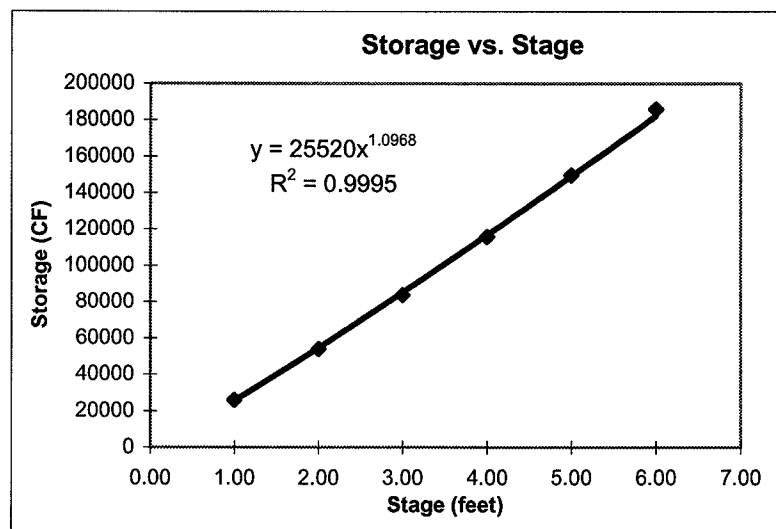 Storage vs. Stage
200000
180000
160000
140000
120000
100000
80000
60000
40000
20000
0
Storage (CF)
y = 25520x^1.0968
R² = 0.9995
0.00 1.00 2.00 3.00 4.00 5.00 6.00 7.00
Stage (feet)